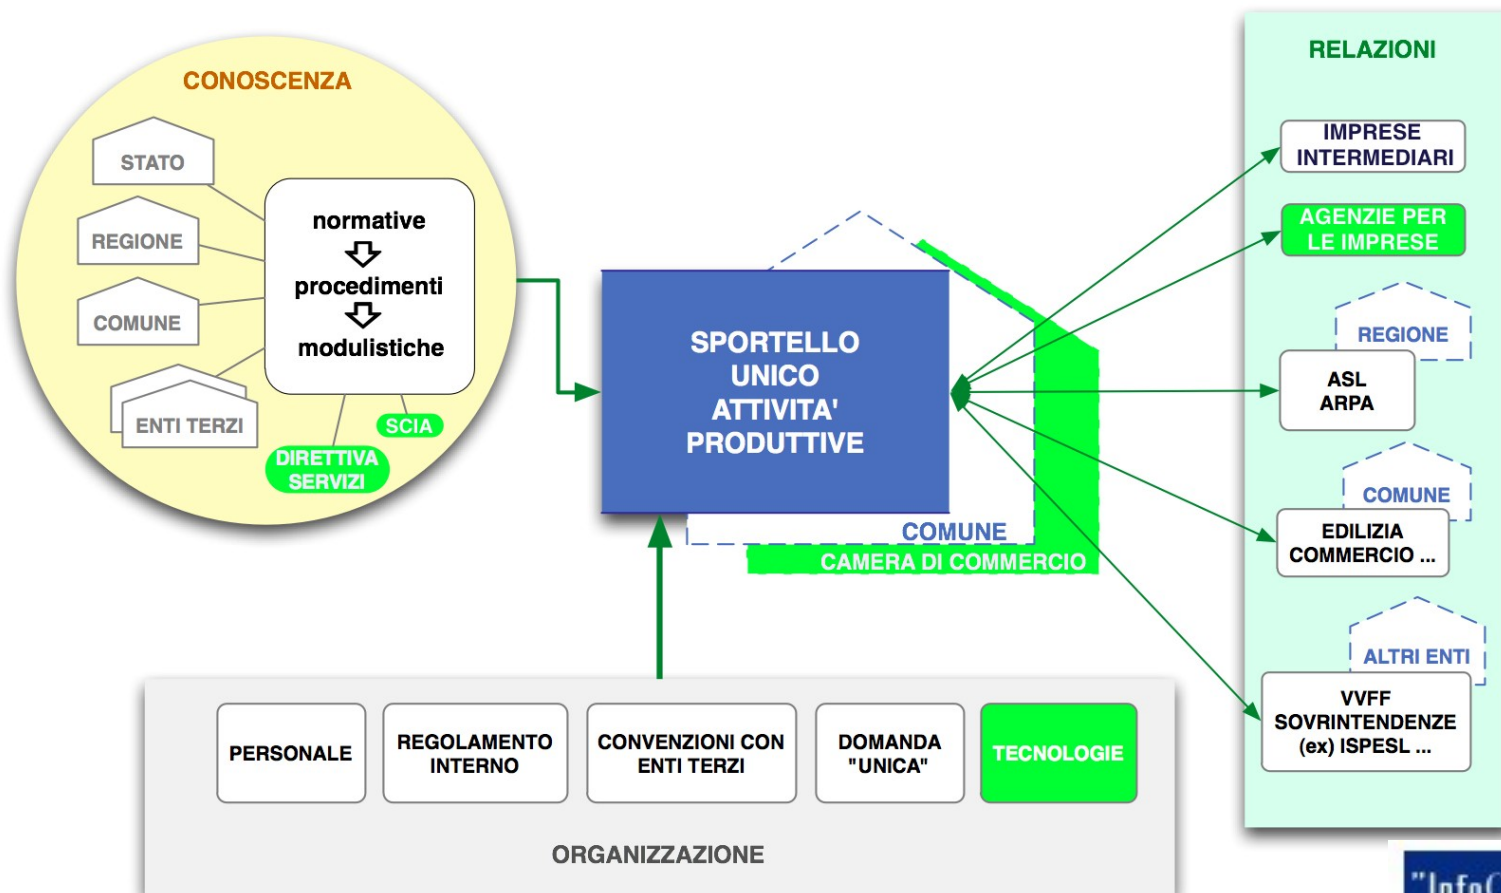 CONOSCENZA
STATO
REGIONE
COMUNE
ENTI TERZI
normative
procedimenti
modulistiche
SCIA
DIRETTIVA
SERVIZI
SPORTELLO
UNICO
ATTIVITA'
PRODUTTIVE
COMUNE
CAMERA DI COMMERCIO
RELAZIONI
IMPRESE
INTERMEDIARI
AGENZIE PER
LE IMPRESE
REGIONE
ASL
ARPA
COMUNE
EDILIZIA
COMMERCIO ...
ALTRI ENTI
VVFF
SOVRINTENDENZE
(ex) ISPESL ...
PERSONALE
REGOLAMENTO
INTERNO
CONVENZIONI CON
ENTI TERZI
DOMANDA
"UNICA"
TECNOLOGIE
ORGANIZZAZIONE